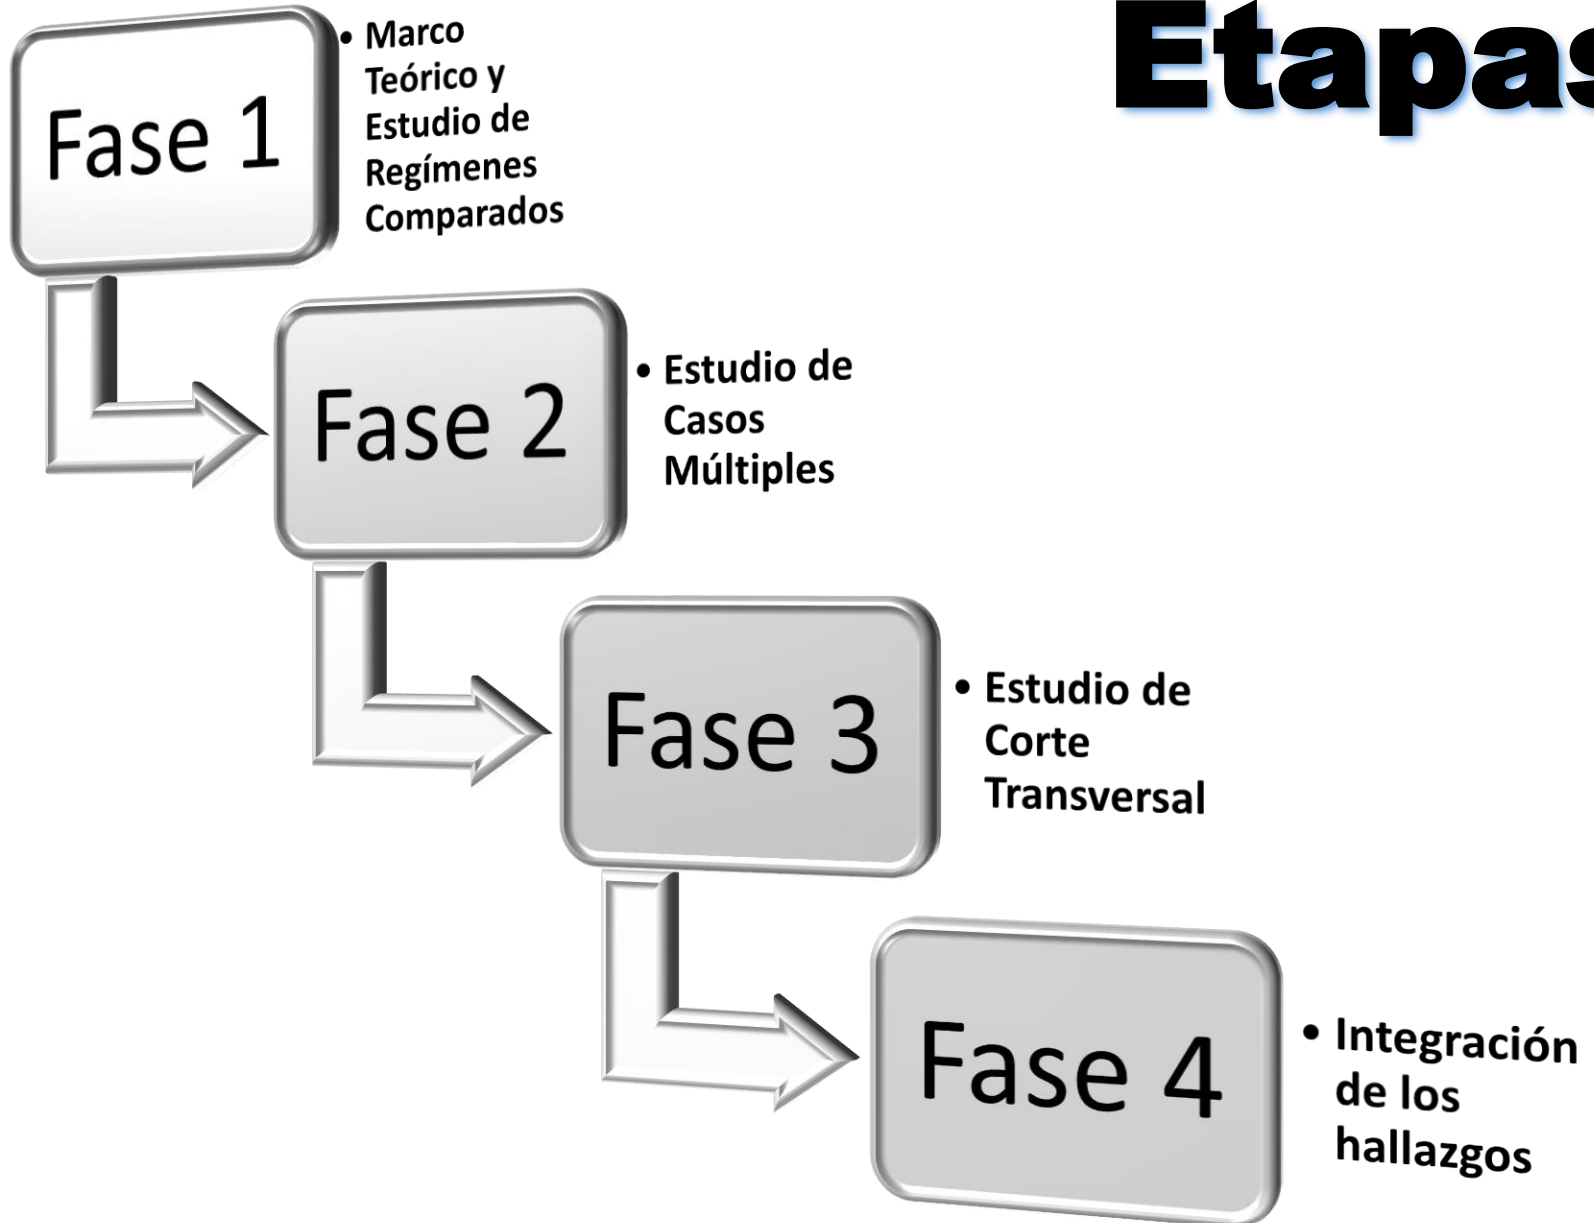 Etapas
Fase 1
• Marco
Teórico y
Estudio de
Regímenes
Comparados
Fase 2
• Estudio de
Casos
Múltiples
Fase 3
• Estudio de
Corte
Transversal
Fase 4
• Integración
de los
hallazgos